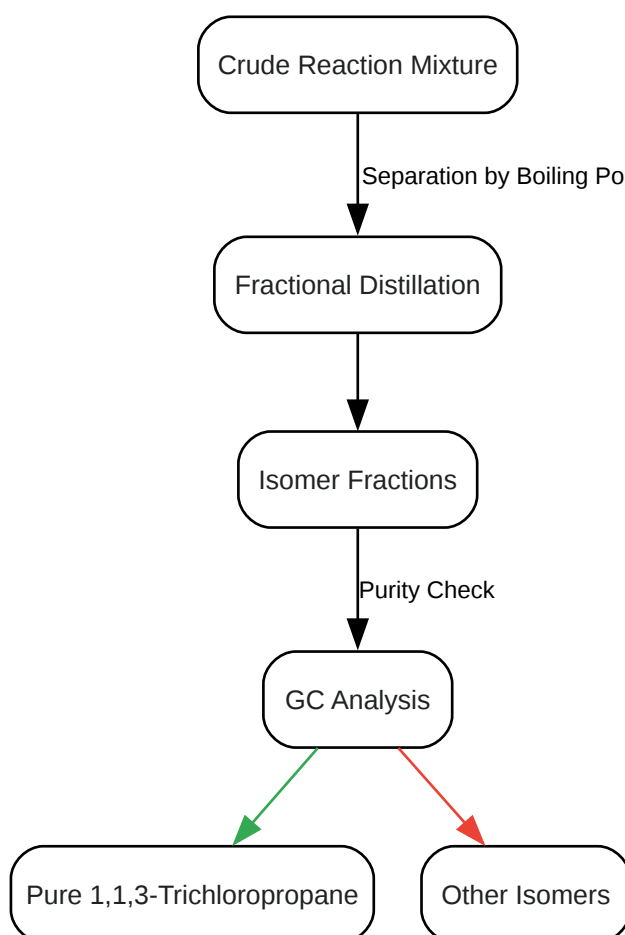 Crude Reaction Mixture
Separation by Boiling Po
Fractional Distillation
Isomer Fractions
Purity Check
GC Analysis
Pure 1,1,3-Trichloropropane
Other Isomers